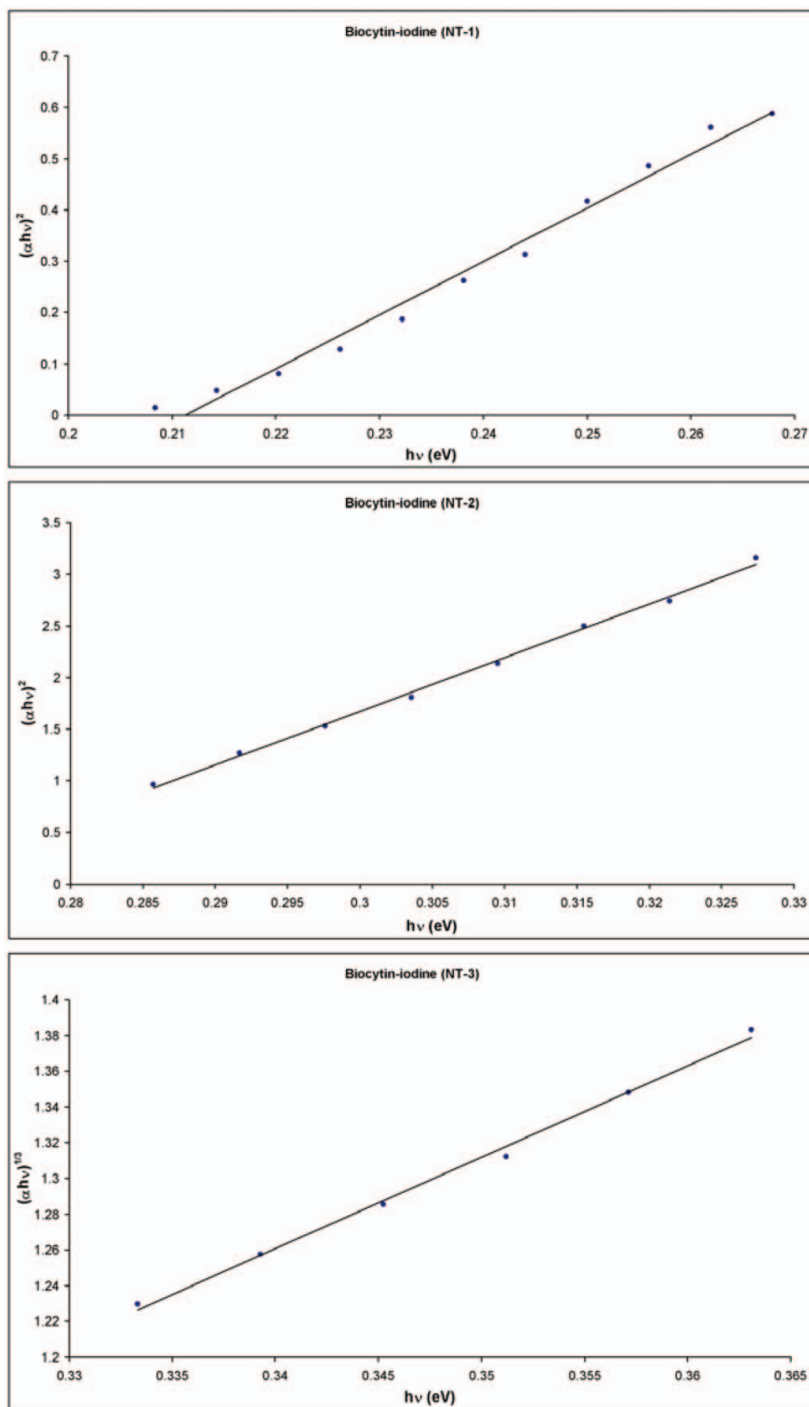 Biocytin-iodine (NT-1)
0.7
0.6
0.5
0.4
0.3
0.2
0.1
0
(αhν)²
0.2 0.21 0.22 0.23 0.24 0.25 0.26 0.27
hν (eV)
Biocytin-iodine (NT-2)
3.5
3
2.5
2
1.5
1
0.5
0
(αhν)²
0.28 0.285 0.29 0.295 0.3 0.305 0.31 0.315 0.32 0.325 0.33
hν (eV)
Biocytin-iodine (NT-3)
1.4
1.38
1.36
1.34
1.32
1.3
1.28
1.26
1.24
1.22
1.2
(αhν)^1/3
0.33 0.335 0.34 0.345 0.35 0.355 0.36 0.365
hν (eV)